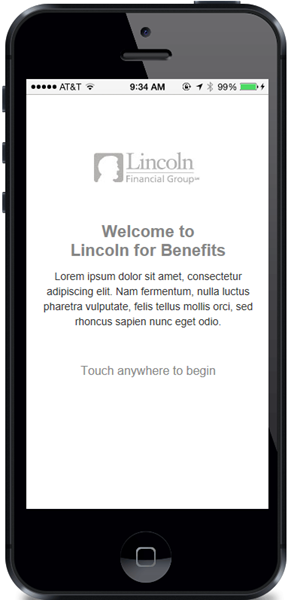 AT&T 9:34 AM 99%
Lincoln
Financial Group
Welcome to
Lincoln for Benefits
Lorem ipsum dolor sit amet, consectetur
adipiscing elit. Nam fermentum, nulla luctus
pharetra vulputate, felis tellus mollis orci, sed
rhoncus sapien nunc eget odio.
Touch anywhere to begin